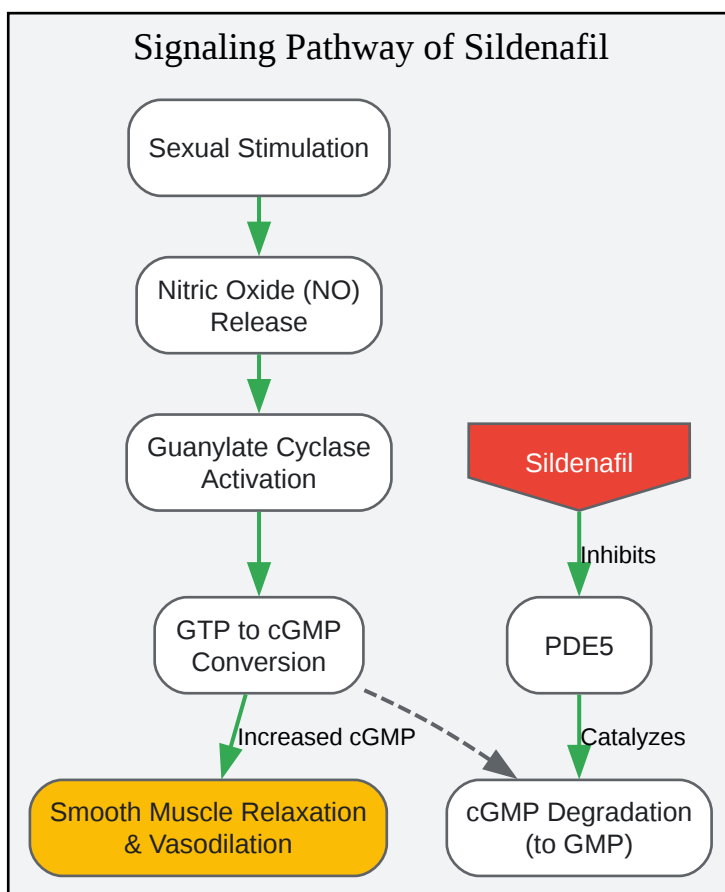 Signaling Pathway of Sildenafil
Sexual Stimulation
Nitric Oxide (NO)
Release
Guanylate Cyclase
Activation
Sildenafil
Inhibits
GTP to cGMP
Conversion
PDE5
Increased cGMP
Catalyzes
Smooth Muscle Relaxation
& Vasodilation
cGMP Degradation
(to GMP)